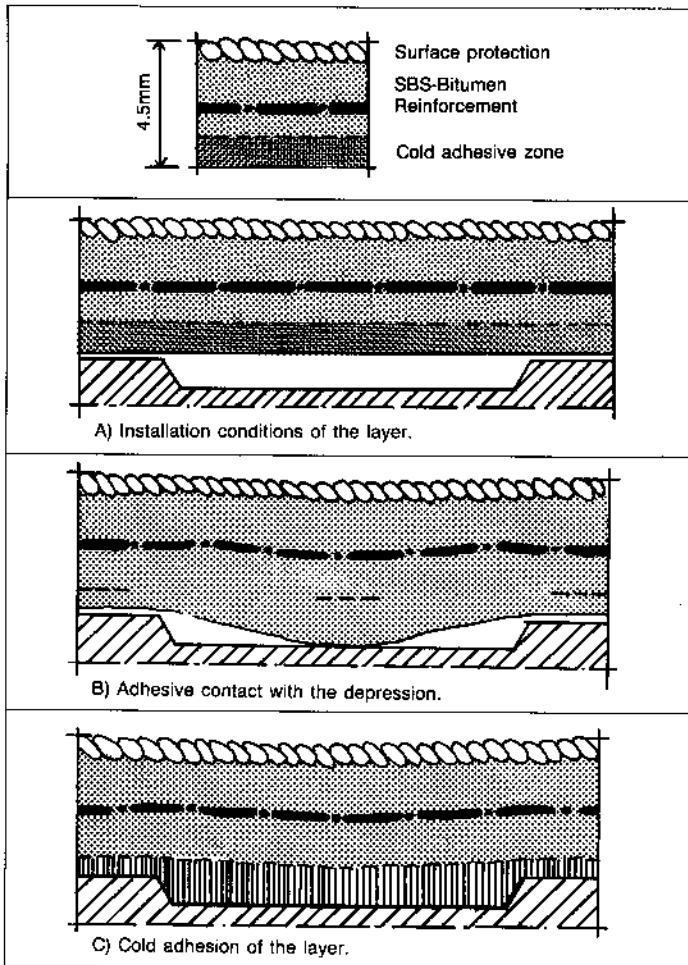 4.5mm
Surface protection
SBS-Bitumen
Reinforcement
Cold adhesive zone
A) Installation conditions of the layer.
B) Adhesive contact with the depression.
C) Cold adhesion of the layer.